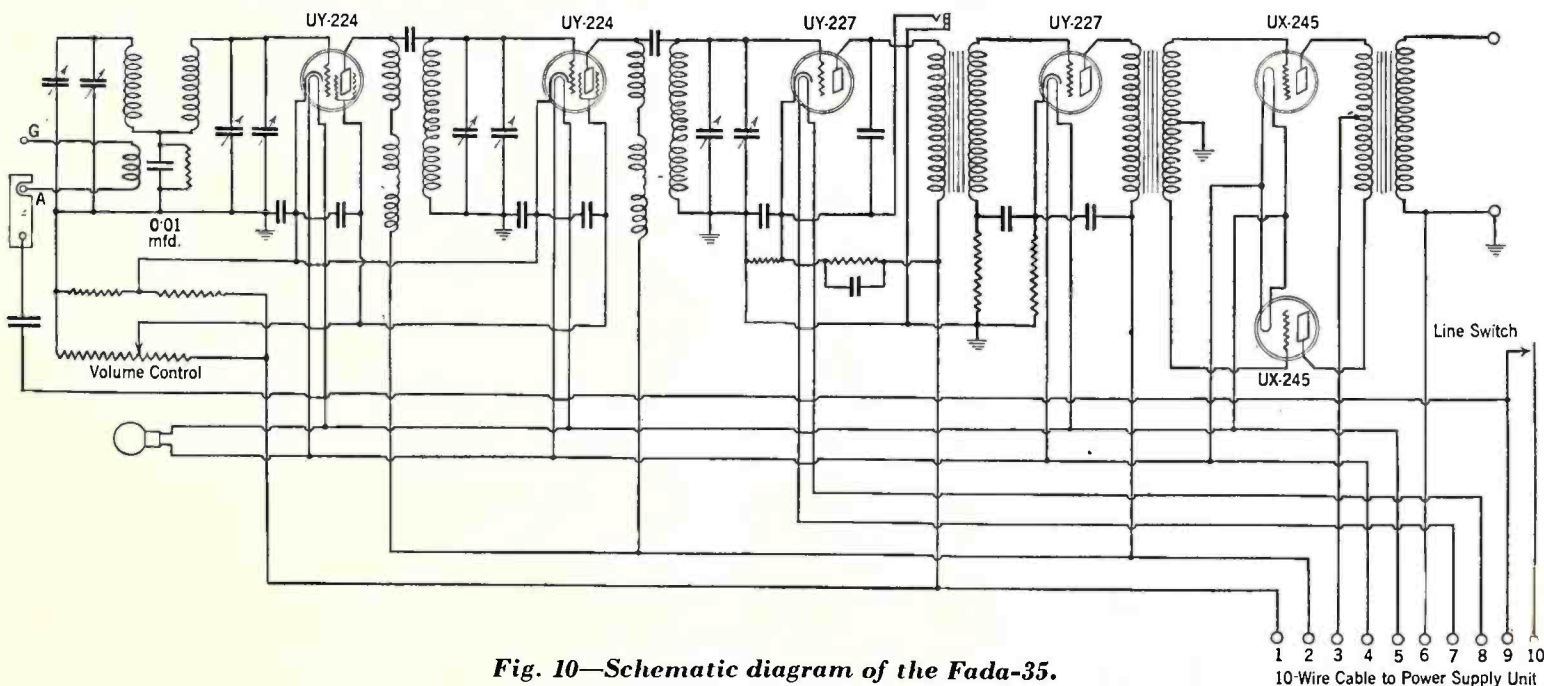 UY-224
UY-224
UY-227
UY-227
UX-245
G
A
0·01
mfd.
Volume Control
UX-245
Line Switch
1 2 3 4 5 6 7 8 9 10
10-Wire Cable to Power Supply Unit
Fig. 10—Schematic diagram of the Fada-35.